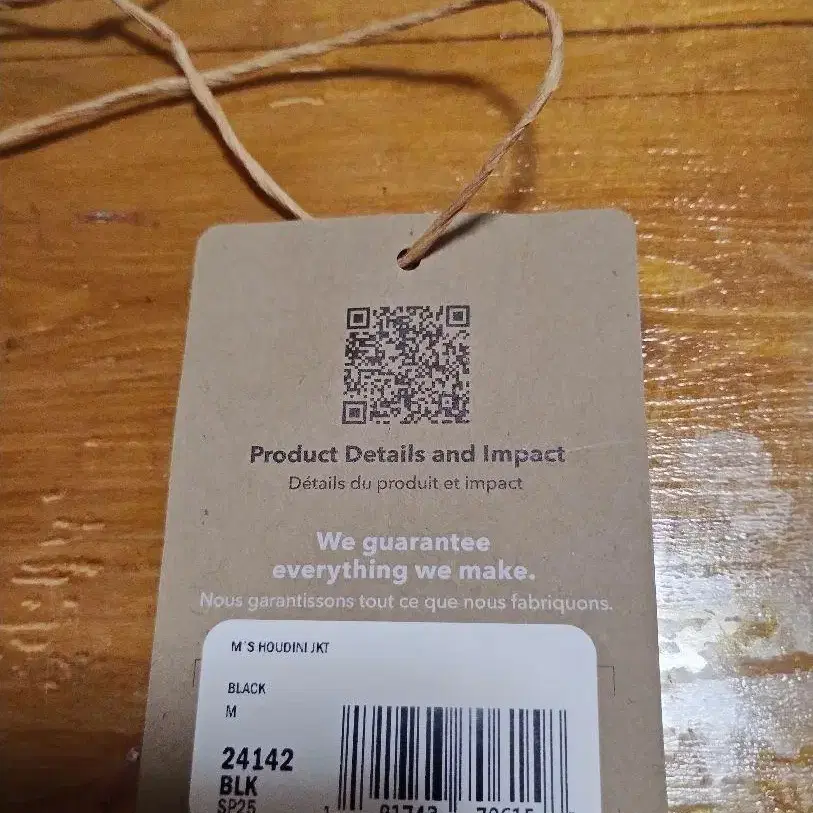 Product Details and Impact
Détails du produit et impact
We guarantee
everything we make.
Nous garantissons tout ce que nous fabriquons.
M'S HOUDINI JKT
BLACK
M
24142
BLK
SP25